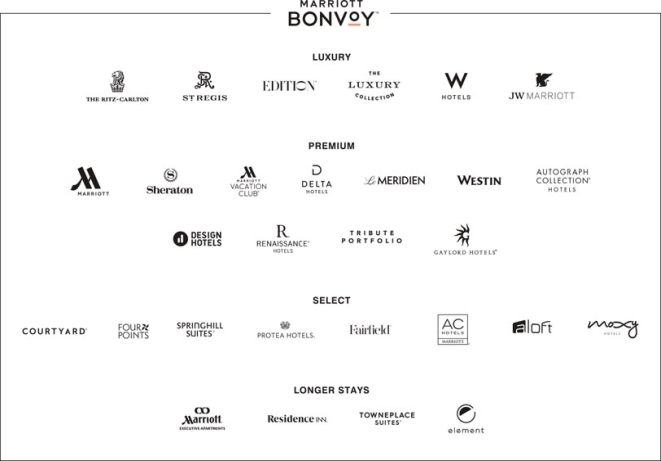 MARRIOTT
BONVOY™
LUXURY
THE RITZ-CARLTON
ST REGIS
EDITION
THE
LUXURY
COLLECTION
W
HOTELS
JW MARRIOTT
PREMIUM
MARRIOTT
S
Sheraton
MARRIOTT
VACATION
CLUB®
D
DELTA
HOTELS
Le MERIDIEN
WESTIN
AUTOGRAPH
COLLECTION®
HOTELS
DESIGN
HOTELS
R
RENAISSANCE®
HOTELS
TRIBUTE
PORTFOLIO
GAYLORD HOTELS®
SELECT
COURTYARD®
FOUR
POINTS
SPRINGHILL
SUITES®
PROTEA HOTELS.
Fairfield®
AC
HOTELS
MARRIOTT
aloft
moxy
HOTELS
LONGER STAYS
Marriott
EXECUTIVE APARTMENTS
Residence INN.
TOWNEPLACE
SUITES®
element